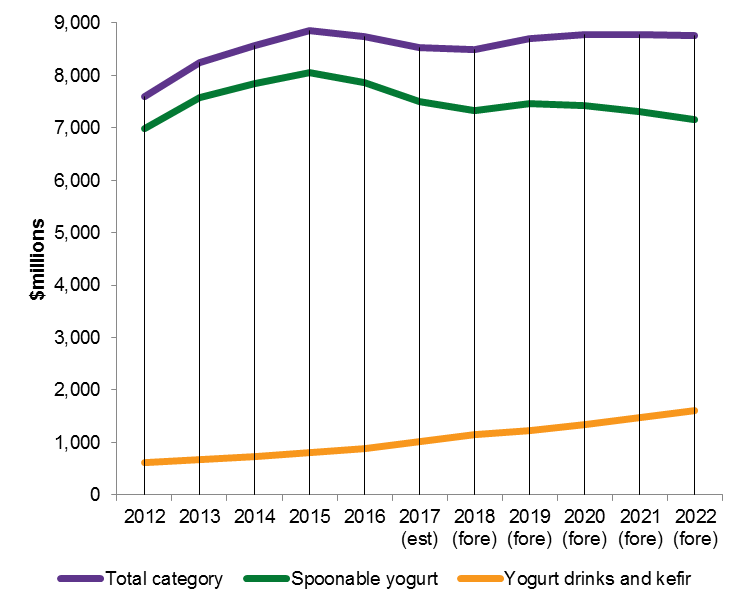 9,000
8,000
7,000
6,000
5,000
4,000
3,000
2,000
1,000
0
$millions
2012 2013 2014 2015 2016 2017 2018 2019 2020 2021 2022
(est) (fore) (fore) (fore) (fore) (fore)
Total category Spoonable yogurt Yogurt drinks and kefir